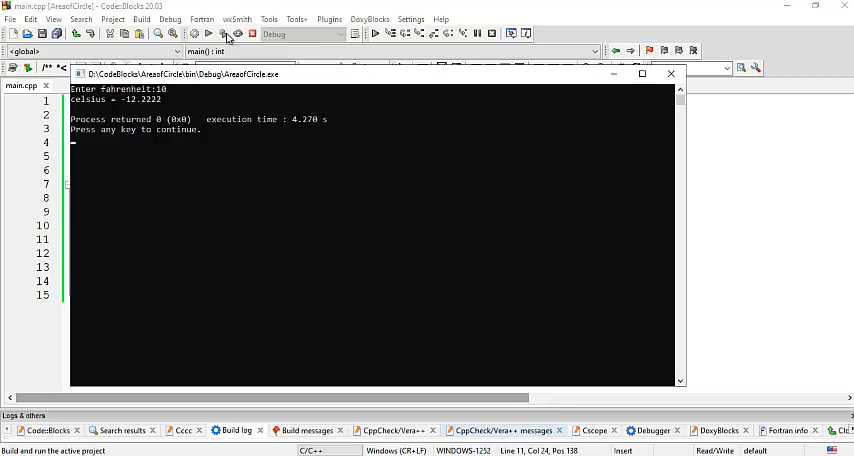 main.cpp [AreaofCircle] - Code::Blocks 20.03
File Edit View Search Project Build Debug Fortran wxSmith Tools Tools+ Plugins DoxyBlocks Settings Help
Debug
<global> main() : int
/** *<
main.cpp
D:\CodeBlocks\AreaofCircle\bin\Debug\AreaofCircle.exe
Enter fahrenheit:10
celsius = -12.2222
Process returned 0 (0x0) execution time : 4.270 s
Press any key to continue.
1
2
3
4
5
6
7
8
9
10
11
12
13
14
15
Logs & others
Code::Blocks Search results Cccc Build log Build messages CppCheck/Vera++ CppCheck/Vera++ messages Cscope Debugger DoxyBlocks Fortran info Clo
Build and run the active project C/C++ Windows (CR+LF) WINDOWS-1252 Line 11, Col 24, Pos 138 Insert Read/Write default